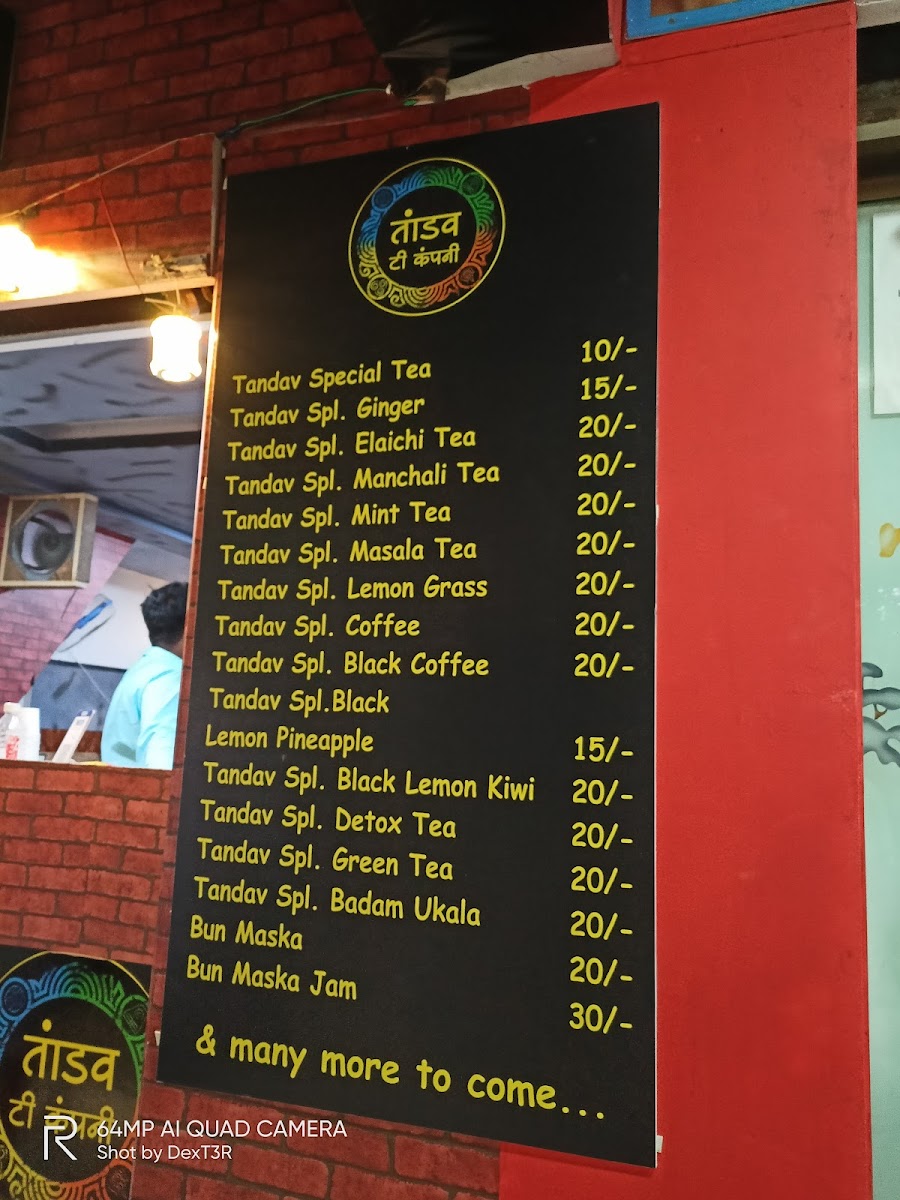 तांडव
टी कंपनी
Tandav Special Tea 10/-
Tandav Spl. Ginger 15/-
Tandav Spl. Elaichi Tea 20/-
Tandav Spl. Manchali Tea 20/-
Tandav Spl. Mint Tea 20/-
Tandav Spl. Masala Tea 20/-
Tandav Spl. Lemon Grass 20/-
Tandav Spl. Coffee 20/-
Tandav Spl. Black Coffee 20/-
Tandav Spl.Black
Lemon Pineapple 15/-
Tandav Spl. Black Lemon Kiwi 20/-
Tandav Spl. Detox Tea 20/-
Tandav Spl. Green Tea 20/-
Tandav Spl. Badam Ukala 20/-
Bun Maska 20/-
Bun Maska Jam 30/-
& many more to come...
तांडव
टी कंपनी
R 64MP AI QUAD CAMERA
Shot by DexT3R